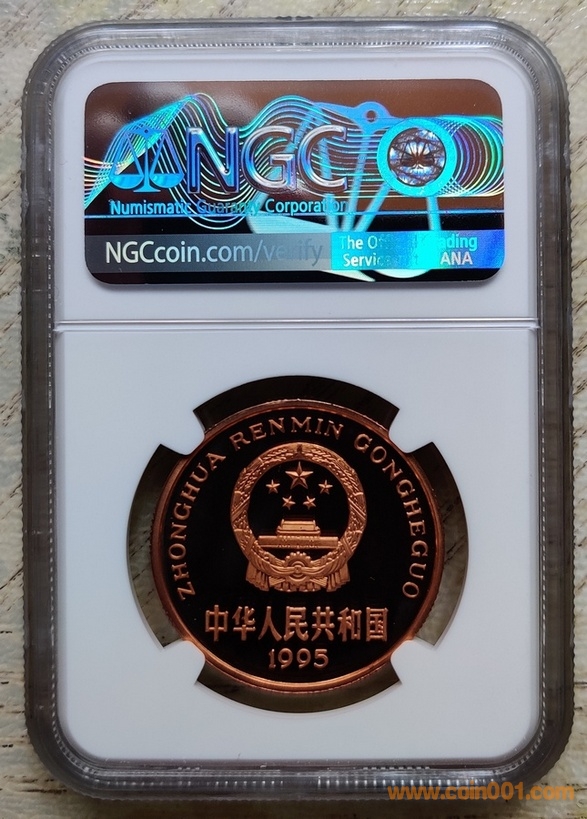 NGC
Numismatic Guaranty Corporation
NGCcoin.com/verify
The Official Grading
Service of the ANA
ZHONGHUA RENMIN GONGHEGUO
中华人民共和国
1995
www.coin001.com